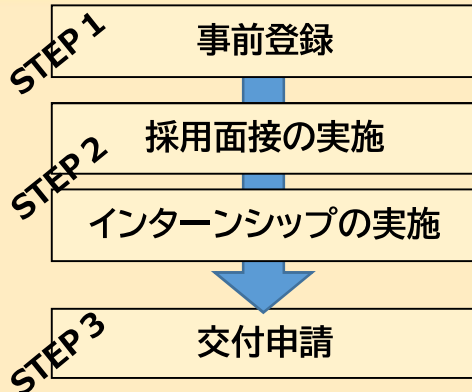 STEP 1
事前登録
STEP 2
採用面接の実施
インターンシップの実施
STEP 3
交付申請